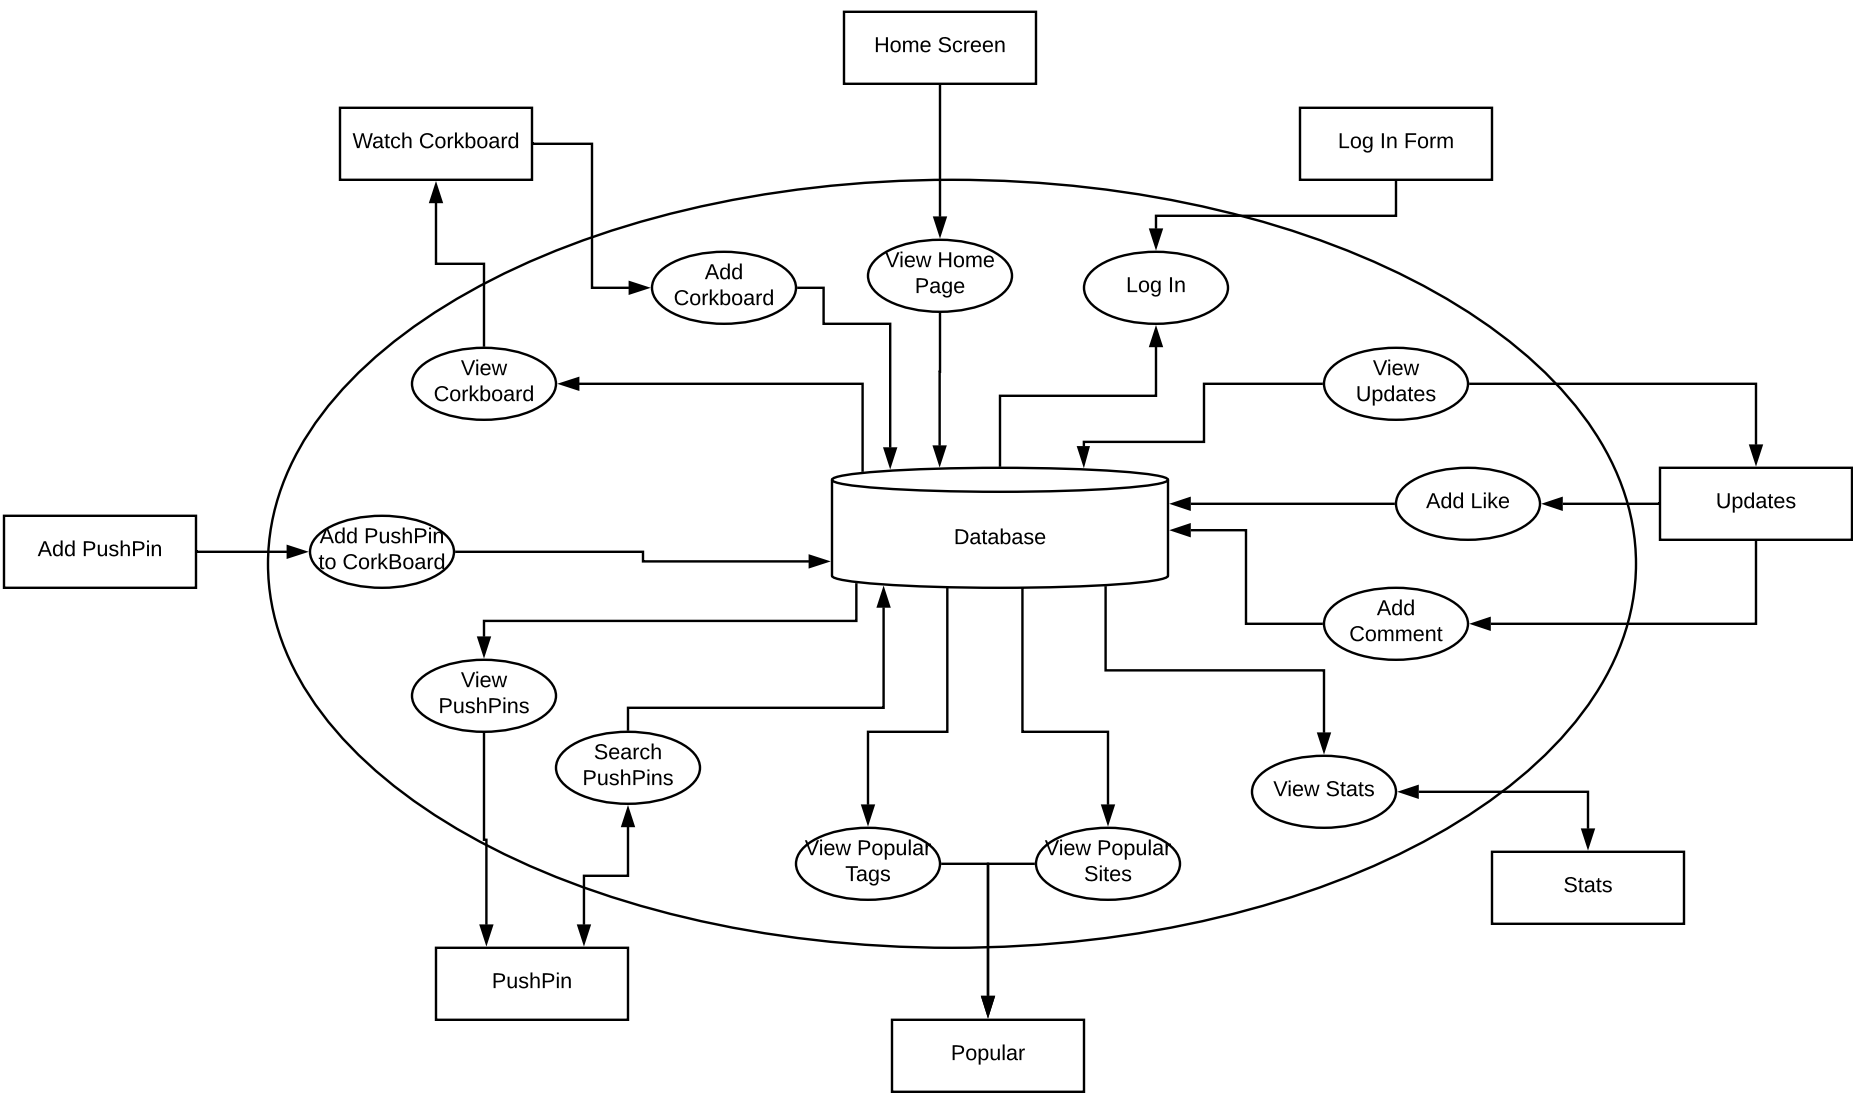 Home Screen
Watch Corkboard
Log In Form
Add
Corkboard
View Home
Page
Log In
View
Corkboard
View
Updates
Add Like
Updates
Add PushPin
Add PushPin
to CorkBoard
Database
Add
Comment
View
PushPins
Search
PushPins
View Stats
View Popular
Tags
View Popular
Sites
Stats
PushPin
Popular